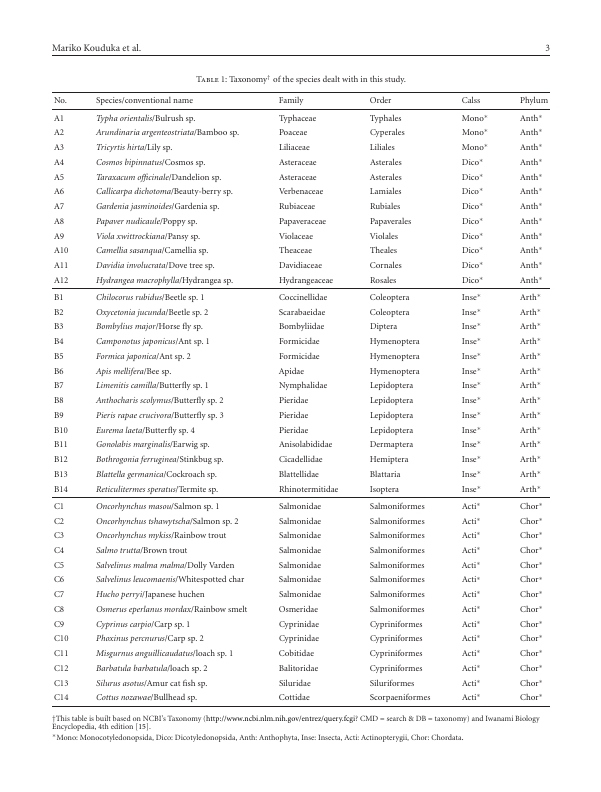 Mariko Kouduka et al. 3
Table 1: Taxonomy† of the species dealt with in this study.
No. Species/conventional name Family Order Calss Phylum
A1 Typha orientalis/Bulrush sp. Typhaceae Typhales Mono* Anth*
A2 Arundinaria argenteostriata/Bamboo sp. Poaceae Cyperales Mono* Anth*
A3 Tricyrtis hirta/Lily sp. Liliaceae Liliales Mono* Anth*
A4 Cosmos bipinnatus/Cosmos sp. Asteraceae Asterales Dico* Anth*
A5 Taraxacum officinale/Dandelion sp. Asteraceae Asterales Dico* Anth*
A6 Callicarpa dichotoma/Beauty-berry sp. Verbenaceae Lamiales Dico* Anth*
A7 Gardenia jasminoides/Gardenia sp. Rubiaceae Rubiales Dico* Anth*
A8 Papaver nudicaule/Poppy sp. Papaveraceae Papaverales Dico* Anth*
A9 Viola xwittrockiana/Pansy sp. Violaceae Violales Dico* Anth*
A10 Camellia sasanqua/Camellia sp. Theaceae Theales Dico* Anth*
A11 Davidia involucrata/Dove tree sp. Davidiaceae Cornales Dico* Anth*
A12 Hydrangea macrophylla/Hydrangea sp. Hydrangeaceae Rosales Dico* Anth*
B1 Chilocorus rubidus/Beetle sp. 1 Coccinellidae Coleoptera Inse* Arth*
B2 Oxycetonia jucunda/Beetle sp. 2 Scarabaeidae Coleoptera Inse* Arth*
B3 Bombylius major/Horse fly sp. Bombyliidae Diptera Inse* Arth*
B4 Camponotus japonicus/Ant sp. 1 Formicidae Hymenoptera Inse* Arth*
B5 Formica japonica/Ant sp. 2 Formicidae Hymenoptera Inse* Arth*
B6 Apis mellifera/Bee sp. Apidae Hymenoptera Inse* Arth*
B7 Limenitis camilla/Butterfly sp. 1 Nymphalidae Lepidoptera Inse* Arth*
B8 Anthocharis scolymus/Butterfly sp. 2 Pieridae Lepidoptera Inse* Arth*
B9 Pieris rapae crucivora/Butterfly sp. 3 Pieridae Lepidoptera Inse* Arth*
B10 Eurema laeta/Butterfly sp. 4 Pieridae Lepidoptera Inse* Arth*
B11 Gonolabis marginalis/Earwig sp. Anisolabididae Dermaptera Inse* Arth*
B12 Bothrogonia ferruginea/Stinkbug sp. Cicadellidae Hemiptera Inse* Arth*
B13 Blattella germanica/Cockroach sp. Blattellidae Blattaria Inse* Arth*
B14 Reticulitermes speratus/Termite sp. Rhinotermitidae Isoptera Inse* Arth*
C1 Oncorhynchus masou/Salmon sp. 1 Salmonidae Salmoniformes Acti* Chor*
C2 Oncorhynchus tshawytscha/Salmon sp. 2 Salmonidae Salmoniformes Acti* Chor*
C3 Oncorhynchus mykiss/Rainbow trout Salmonidae Salmoniformes Acti* Chor*
C4 Salmo trutta/Brown trout Salmonidae Salmoniformes Acti* Chor*
C5 Salvelinus malma malma/Dolly Varden Salmonidae Salmoniformes Acti* Chor*
C6 Salvelinus leucomaenis/Whitespotted char Salmonidae Salmoniformes Acti* Chor*
C7 Hucho perryi/Japanese huchen Salmonidae Salmoniformes Acti* Chor*
C8 Osmerus eperlanus mordax/Rainbow smelt Osmeridae Salmoniformes Acti* Chor*
C9 Cyprinus carpio/Carp sp. 1 Cyprinidae Cypriniformes Acti* Chor*
C10 Phoxinus percnurus/Carp sp. 2 Cyprinidae Cypriniformes Acti* Chor*
C11 Misgurnus anguillicaudatus/loach sp. 1 Cobitidae Cypriniformes Acti* Chor*
C12 Barbatula barbatula/loach sp. 2 Balitoridae Cypriniformes Acti* Chor*
C13 Silurus asotus/Amur cat fish sp. Siluridae Siluriformes Acti* Chor*
C14 Cottus nozawae/Bullhead sp. Cottidae Scorpaeniformes Acti* Chor*
†This table is built based on NCBI's Taxonomy (http://www.ncbi.nlm.nih.gov/entrez/query.fcgi? CMD = search & DB = taxonomy) and Iwanami Biology
Encyclopedia, 4th edition [15].
*Mono: Monocotyledonopsida, Dico: Dicotyledonopsida, Anth: Anthophyta, Inse: Insecta, Acti: Actinopterygii, Chor: Chordata.